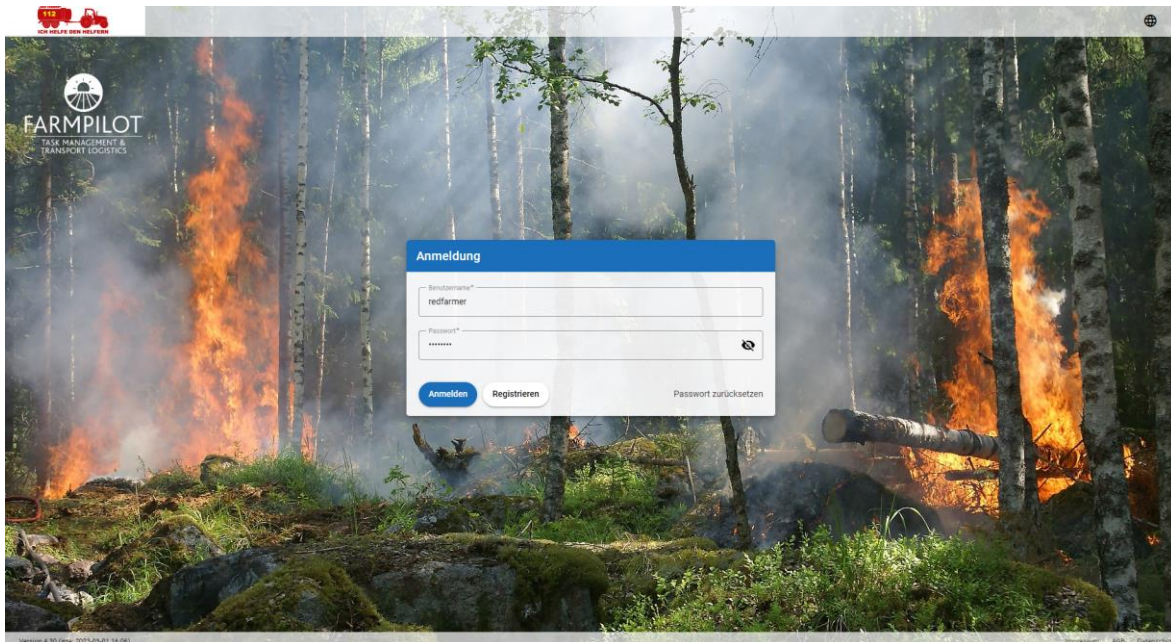 112
ICH HELFE DEN HELFERN
FARMPILOT
TASK MANAGEMENT &
TRANSPORT LOGISTICS
Anmeldung
Benutzername*
redfarmer
Passwort*
••••••••
Anmelden Registrieren Passwort zurücksetzen